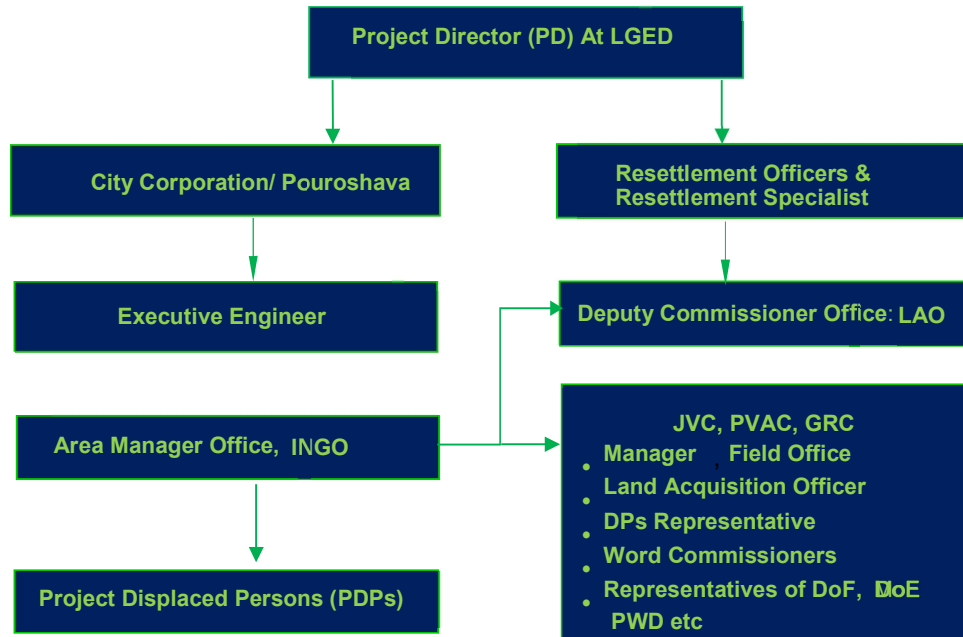 Project Director (PD) At LGED
City Corporation/ Pouroshava
Resettlement Officers &
Resettlement Specialist
Executive Engineer
Deputy Commissioner Office: LAO
Area Manager Office, INGO
JVC, PVAC, GRC
• Manager , Field Office
• Land Acquisition Officer
• DPs Representative
• Word Commissioners
• Representatives of DoF, MoE
PWD etc
Project Displaced Persons (PDPs)